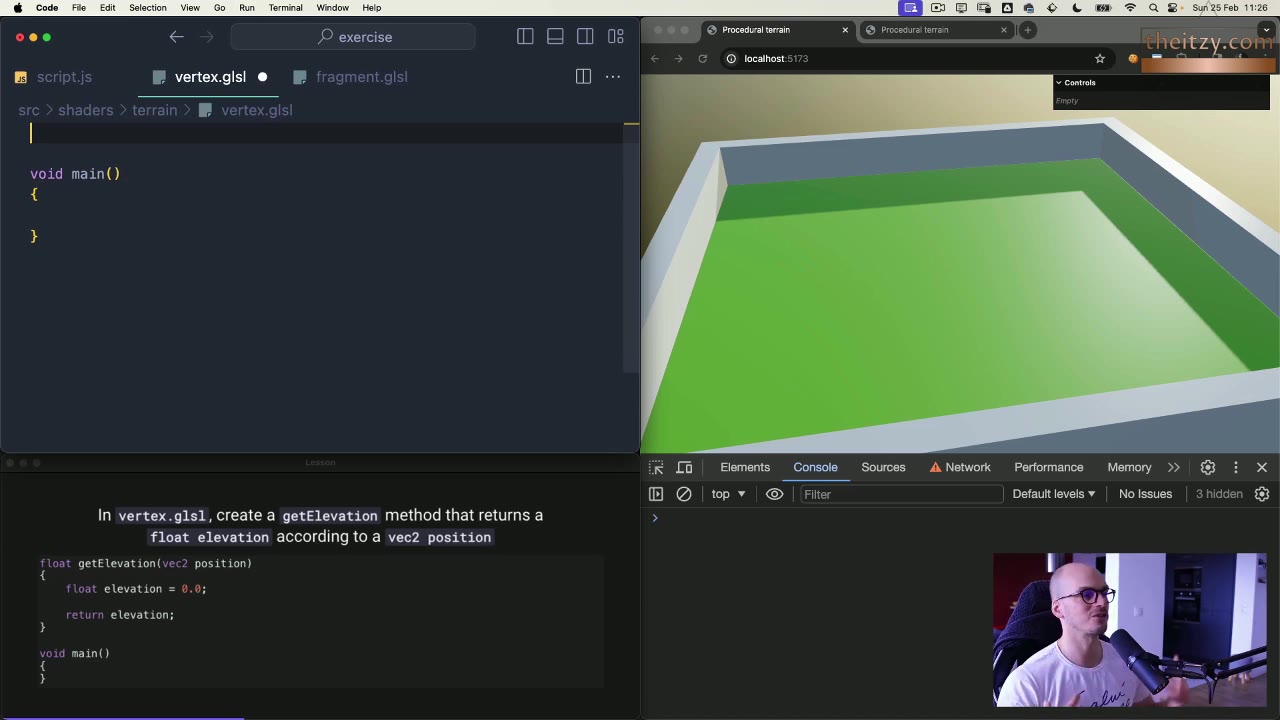 Code File Edit Selection View Go Run Terminal Window Help Sun 25 Feb 11:26
exercise
script.js vertex.glsl fragment.glsl
src > shaders > terrain > vertex.glsl
void main()
{
}
Procedural terrain Procedural terrain
theitzy.com
localhost:5173
Controls
Empty
Elements Console Sources Network Performance Memory
top Filter Default levels No Issues 3 hidden
Lesson
In vertex.glsl, create a getElevation method that returns a
float elevation according to a vec2 position
float getElevation(vec2 position)
{
float elevation = 0.0;
return elevation;
}
void main()
{
}